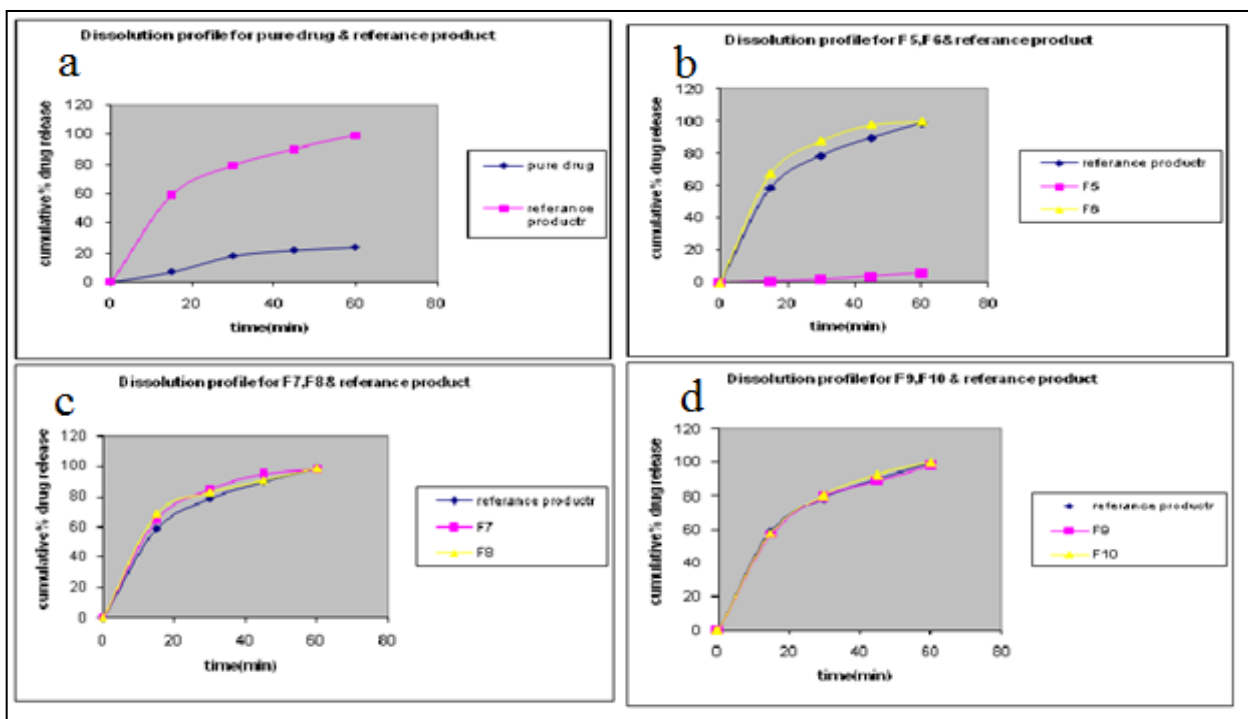 Dissolution profile for pure drug & referance product
a
cumulative % drug release
120
100
80
60
40
20
0
0 20 40 60 80
time(min)
pure drug
referance
productr
Dissolution profile for F5,F6 & referance product
b
cumulative % drug release
120
100
80
60
40
20
0
0 20 40 60 80
time(min)
referance productr
F5
F6
Dissolution profile for F7,F8 & referance product
c
cumulative % drug release
120
100
80
60
40
20
0
0 20 40 60 80
time(min)
referance productr
F7
F8
Dissolution profile for F9,F10 & referance product
d
cumulative % drug release
120
100
80
60
40
20
0
0 20 40 60 80
time(min)
referance productr
F9
F10